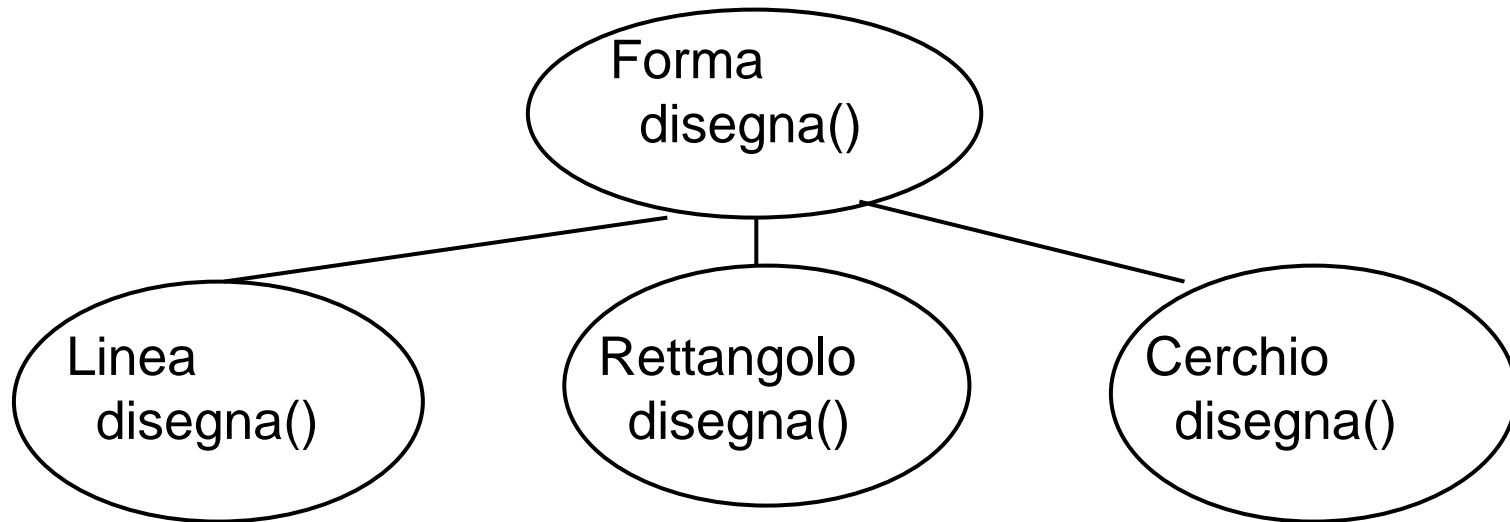 Forma
disegna()
Linea
disegna()
Rettangolo
disegna()
Cerchio
disegna()